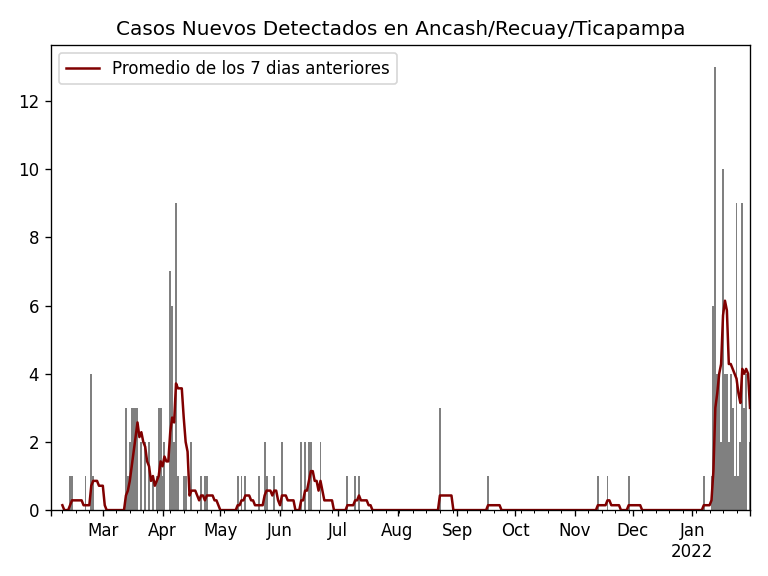 Casos Nuevos Detectados en Ancash/Recuay/Ticapampa
Promedio de los 7 dias anteriores
12
10
8
6
4
2
0
Mar Apr May Jun Jul Aug Sep Oct Nov Dec Jan
2022